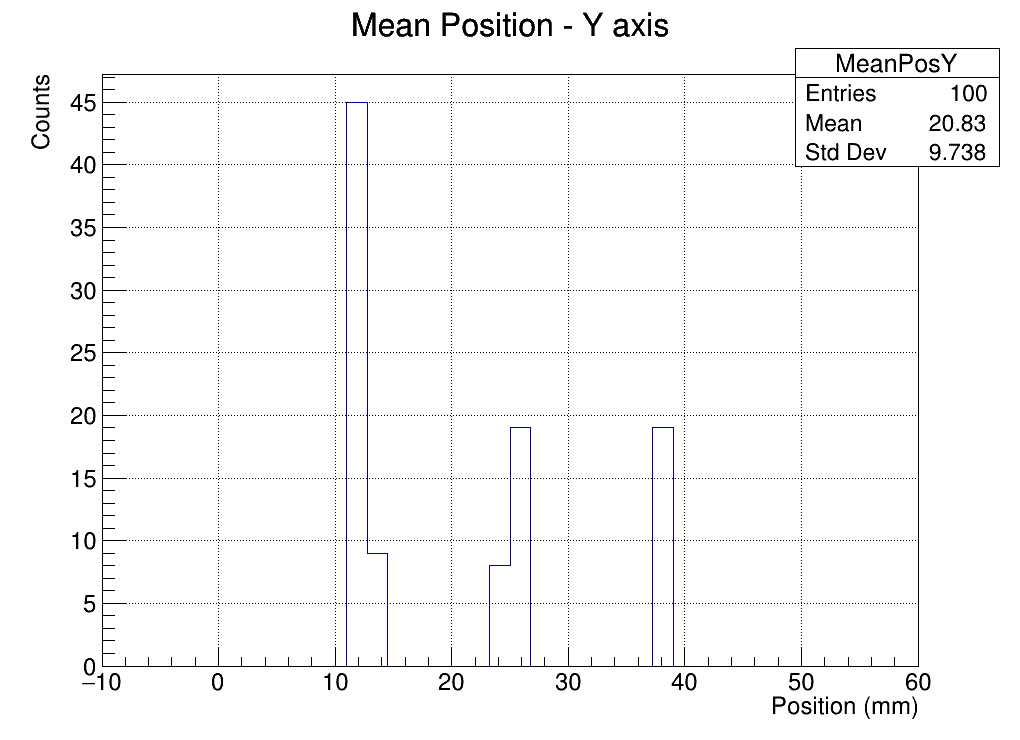 Mean Position - Y axis
MeanPosY
Entries 100
Mean 20.83
Std Dev 9.738
Counts
45
40
35
30
25
20
15
10
5
0
−10 0 10 20 30 40 50 60
Position (mm)